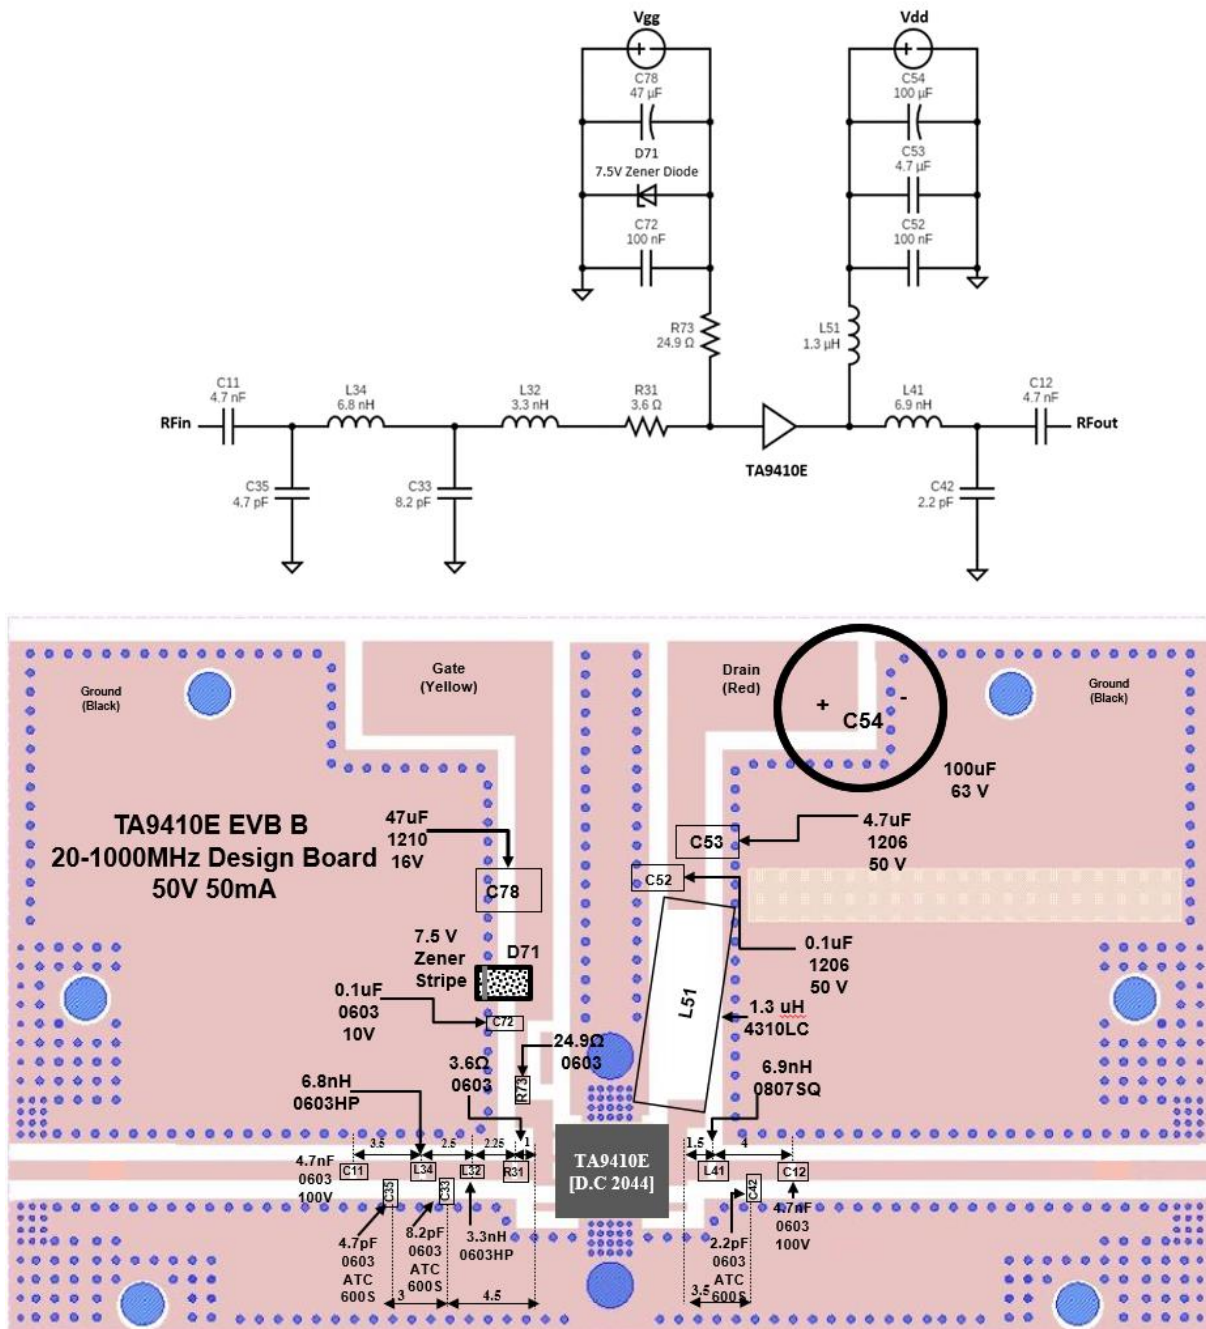 Vgg
Vdd
C78
47 µF
C54
100 µF
D71
7.5V Zener Diode
C53
4.7 µF
C72
100 nF
C52
100 nF
R73
24.9 Ω
L51
1.3 µH
C11
4.7 nF
L34
6.8 nH
L32
3.3 nH
R31
3.6 Ω
L41
6.9 nH
C12
4.7 nF
RFin
RFout
TA9410E
C35
4.7 pF
C33
8.2 pF
C42
2.2 pF
Ground
(Black)
Gate
(Yellow)
Drain
(Red)
Ground
(Black)
+
-
C54
100uF
63 V
TA9410E EVB B
20-1000MHz Design Board
50V 50mA
47uF
1210
16V
C78
C53
4.7uF
1206
50 V
C52
7.5 V
Zener
Stripe
D71
0.1uF
1206
50 V
0.1uF
0603
10V
C72
L51
1.3 uH
4310LC
24.9Ω
0603
3.6Ω
0603
R73
6.9nH
0807SQ
6.8nH
0603HP
3.5
2.5
2.25
1
1.5
4
4.7nF
0603
100V
C11
L34
L32
R31
TA9410E
[D.C 2044]
L41
C12
C35
C33
C42
4.7pF
0603
ATC
600S
8.2pF
0603
ATC
600S
3.3nH
0603HP
2.2pF
0603
ATC
600S
4.7nF
0603
100V
3
4.5
3.5